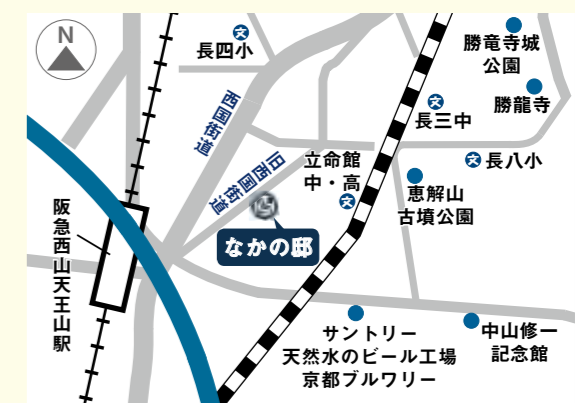 N
長四小
勝竜寺城
公園
勝龍寺
長三中
西国街道
旧西国街道
立命館
中・高
長八小
恵解山
古墳公園
なかの邸
阪急西山天王山駅
サントリー
天然水のビール工場
京都ブルワリー
中山修一
記念館
文
文
文
文